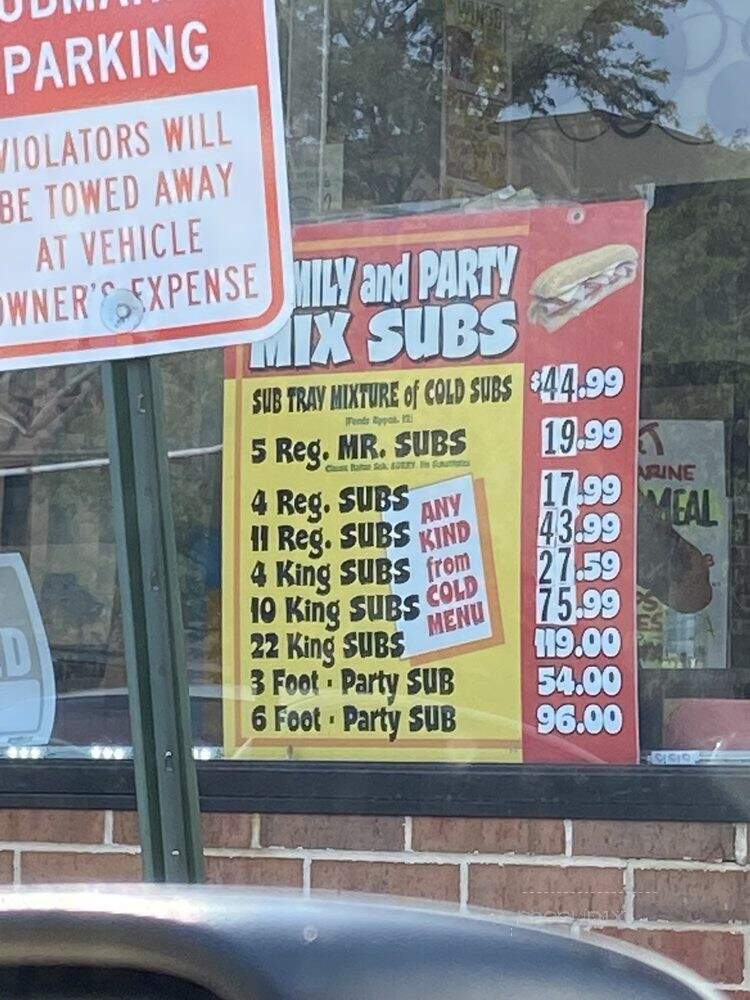 PARKING
VIOLATORS WILL
BE TOWED AWAY
AT VEHICLE
OWNER'S EXPENSE
MILY and PARTY
MIX SUBS
SUB TRAY MIXTURE of COLD SUBS $44.99
5 Reg. MR. SUBS 19.99
4 Reg. SUBS 17.99
11 Reg. SUBS 43.99
4 King SUBS 27.59
10 King SUBS 75.99
22 King SUBS 119.00
3 Foot · Party SUB 54.00
6 Foot · Party SUB 96.00
ANY
KIND
from
COLD
MENU
ARINE
MEAL
D